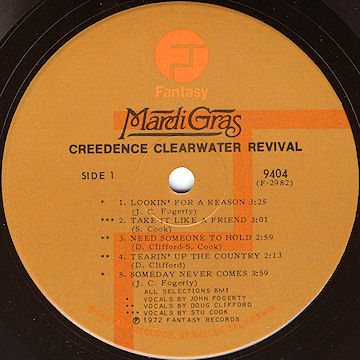 Fantasy
Mardi Gras
CREEDENCE CLEARWATER REVIVAL
SIDE 1
9404
(F-2982)
* 1. LOOKIN' FOR A REASON 3:25
(J. C. Fogerty)
*** 2. TAKE IT LIKE A FRIEND 3:01
(S. Cook)
** 3. NEED SOMEONE TO HOLD 2:59
(D. Clifford-S. Cook)
** 4. TEARIN' UP THE COUNTRY 2:13
(D. Clifford)
* 5. SOMEDAY NEVER COMES 3:59
(J. C. Fogerty)
ALL SELECTIONS BMI
* VOCALS BY JOHN FOGERTY
** VOCALS BY DOUG CLIFFORD
*** VOCALS BY STU COOK
℗ 1972 FANTASY RECORDS